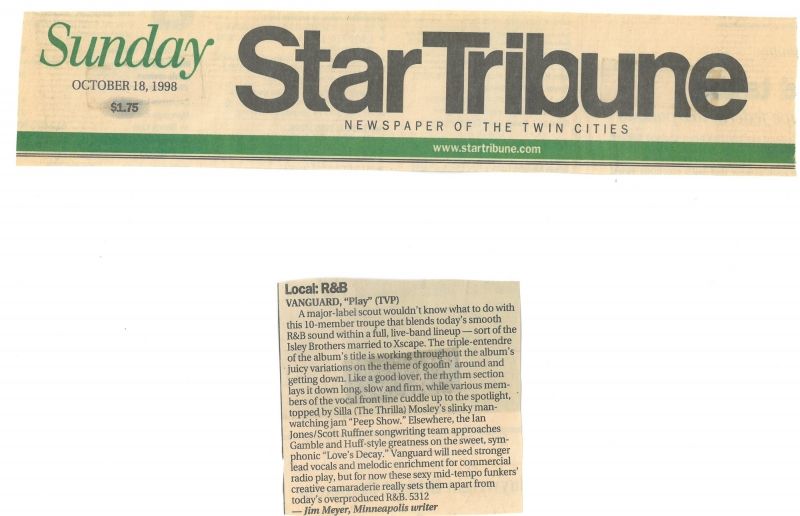 Sunday
OCTOBER 18, 1998
$1.75
Star Tribune
NEWSPAPER OF THE TWIN CITIES
www.startribune.com
Local: R&B
VANGUARD, “Play” (TVP)
A major-label scout wouldn’t know what to do with
this 10-member troupe that blends today’s smooth
R&B sound within a full, live-band lineup — sort of the
Isley Brothers married to Xscape. The triple-entendre
of the album’s title is working throughout the album’s
juicy variations on the theme of goofin’ around and
getting down. Like a good lover, the rhythm section
lays it down long, slow and firm, while various mem-
bers of the vocal front line cuddle up to the spotlight,
topped by Silla (The Thrilla) Mosley’s slinky man-
watching jam “Peep Show.” Elsewhere, the Ian
Jones/Scott Ruffner songwriting team approaches
Gamble and Huff-style greatness on the sweet, sym-
phonic “Love’s Decay.” Vanguard will need stronger
lead vocals and melodic enrichment for commercial
radio play, but for now these sexy mid-tempo funkers’
creative camaraderie really sets them apart from
today’s overproduced R&B. 5312
— Jim Meyer, Minneapolis writer